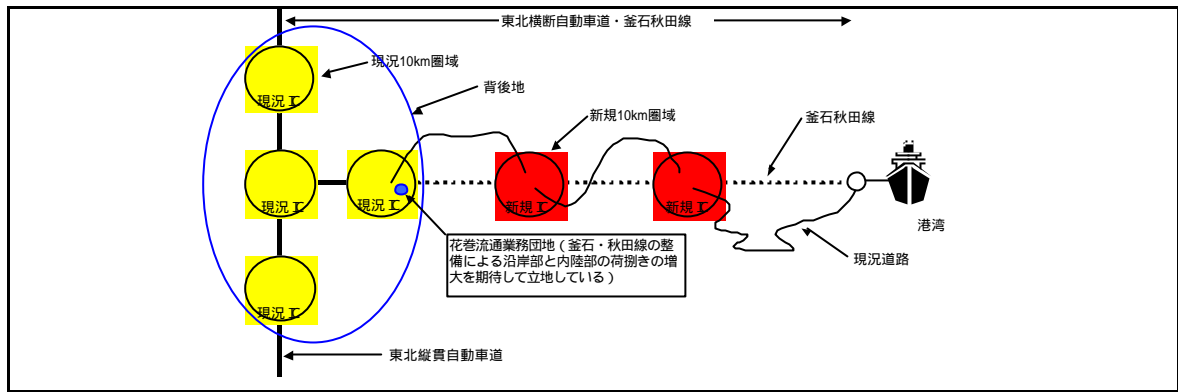 東北横断自動車道・釜石秋田線
現況10km圏域
背後地
現況IC
新規10km圏域
釜石秋田線
現況IC
現況IC
新規IC
新規IC
港湾
花巻流通業務団地（釜石・秋田線の整
備による沿岸部と内陸部の荷捌きの増
大を期待して立地している）
現況道路
現況IC
東北縦貫自動車道